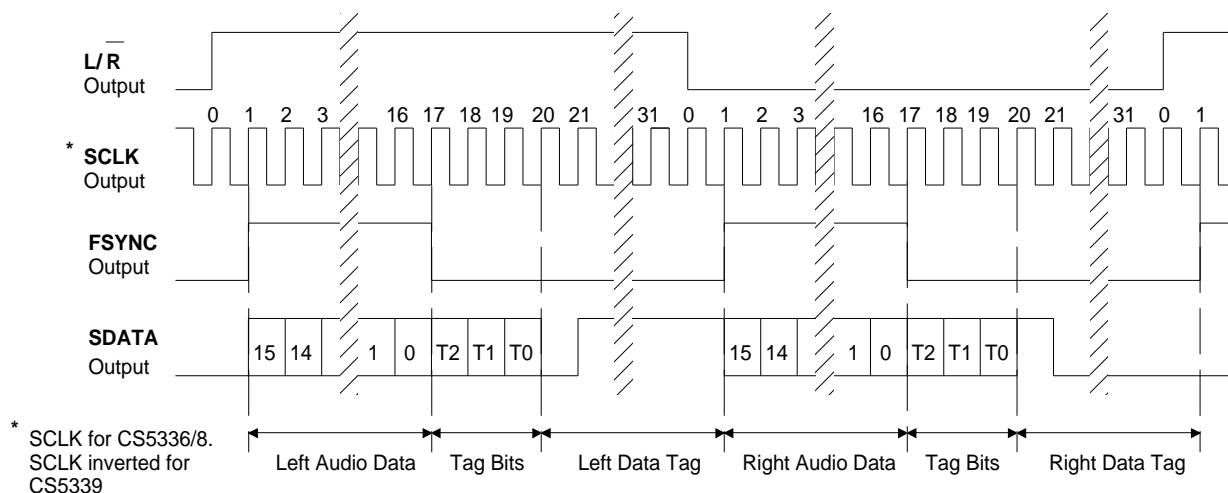 L/R
Output
0 1 2 3 16 17 18 19 20 21 31 0 1 2 3 16 17 18 19 20 21 31 0 1
* SCLK
Output
FSYNC
Output
SDATA
Output
15 14 1 0 T2 T1 T0 15 14 1 0 T2 T1 T0
Left Audio Data Tag Bits Left Data Tag Right Audio Data Tag Bits Right Data Tag
* SCLK for CS5336/8.
SCLK inverted for
CS5339